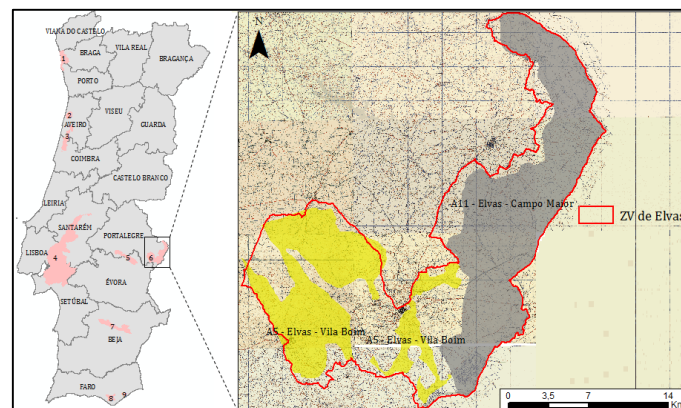 VIANA DO CASTELO
BRAGA
VILA REAL
BRAGANÇA
1
PORTO
2
AVEIRO
VISEU
GUARDA
3
COIMBRA
CASTELO BRANCO
LEIRIA
SANTARÉM
PORTALEGRE
LISBOA
4
5
6
ÉVORA
SETÚBAL
7
BEJA
FARO
8
9
N
A11 - Elvas - Campo Maior
ZV de Elvas
A5 - Elvas - Vila Boim
A5 - Elvas - Vila Boim
0 3,5 7 14
Km